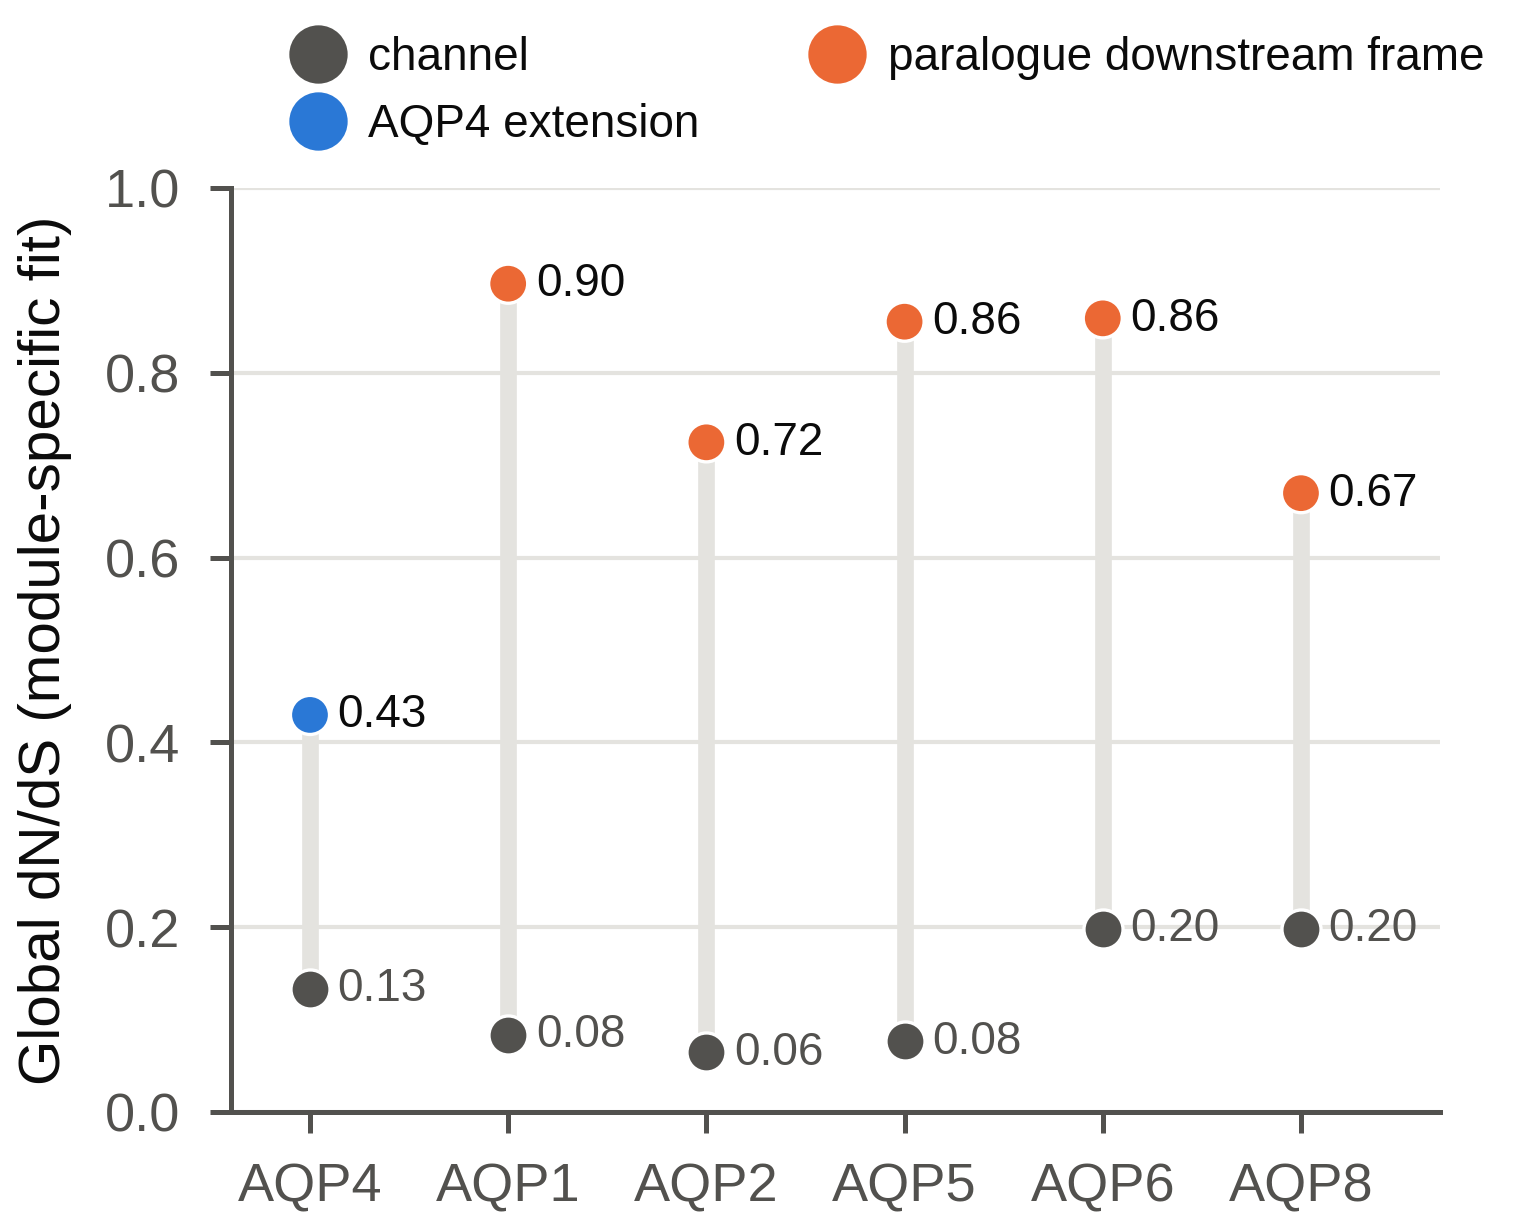 channel
paralogue downstream frame
AQP4 extension
Global dN/dS (module-specific fit)
1.0
0.8
0.6
0.4
0.2
0.0
0.90
0.86
0.86
0.72
0.67
0.43
0.20
0.20
0.13
0.08
0.06
0.08
AQP4
AQP1
AQP2
AQP5
AQP6
AQP8